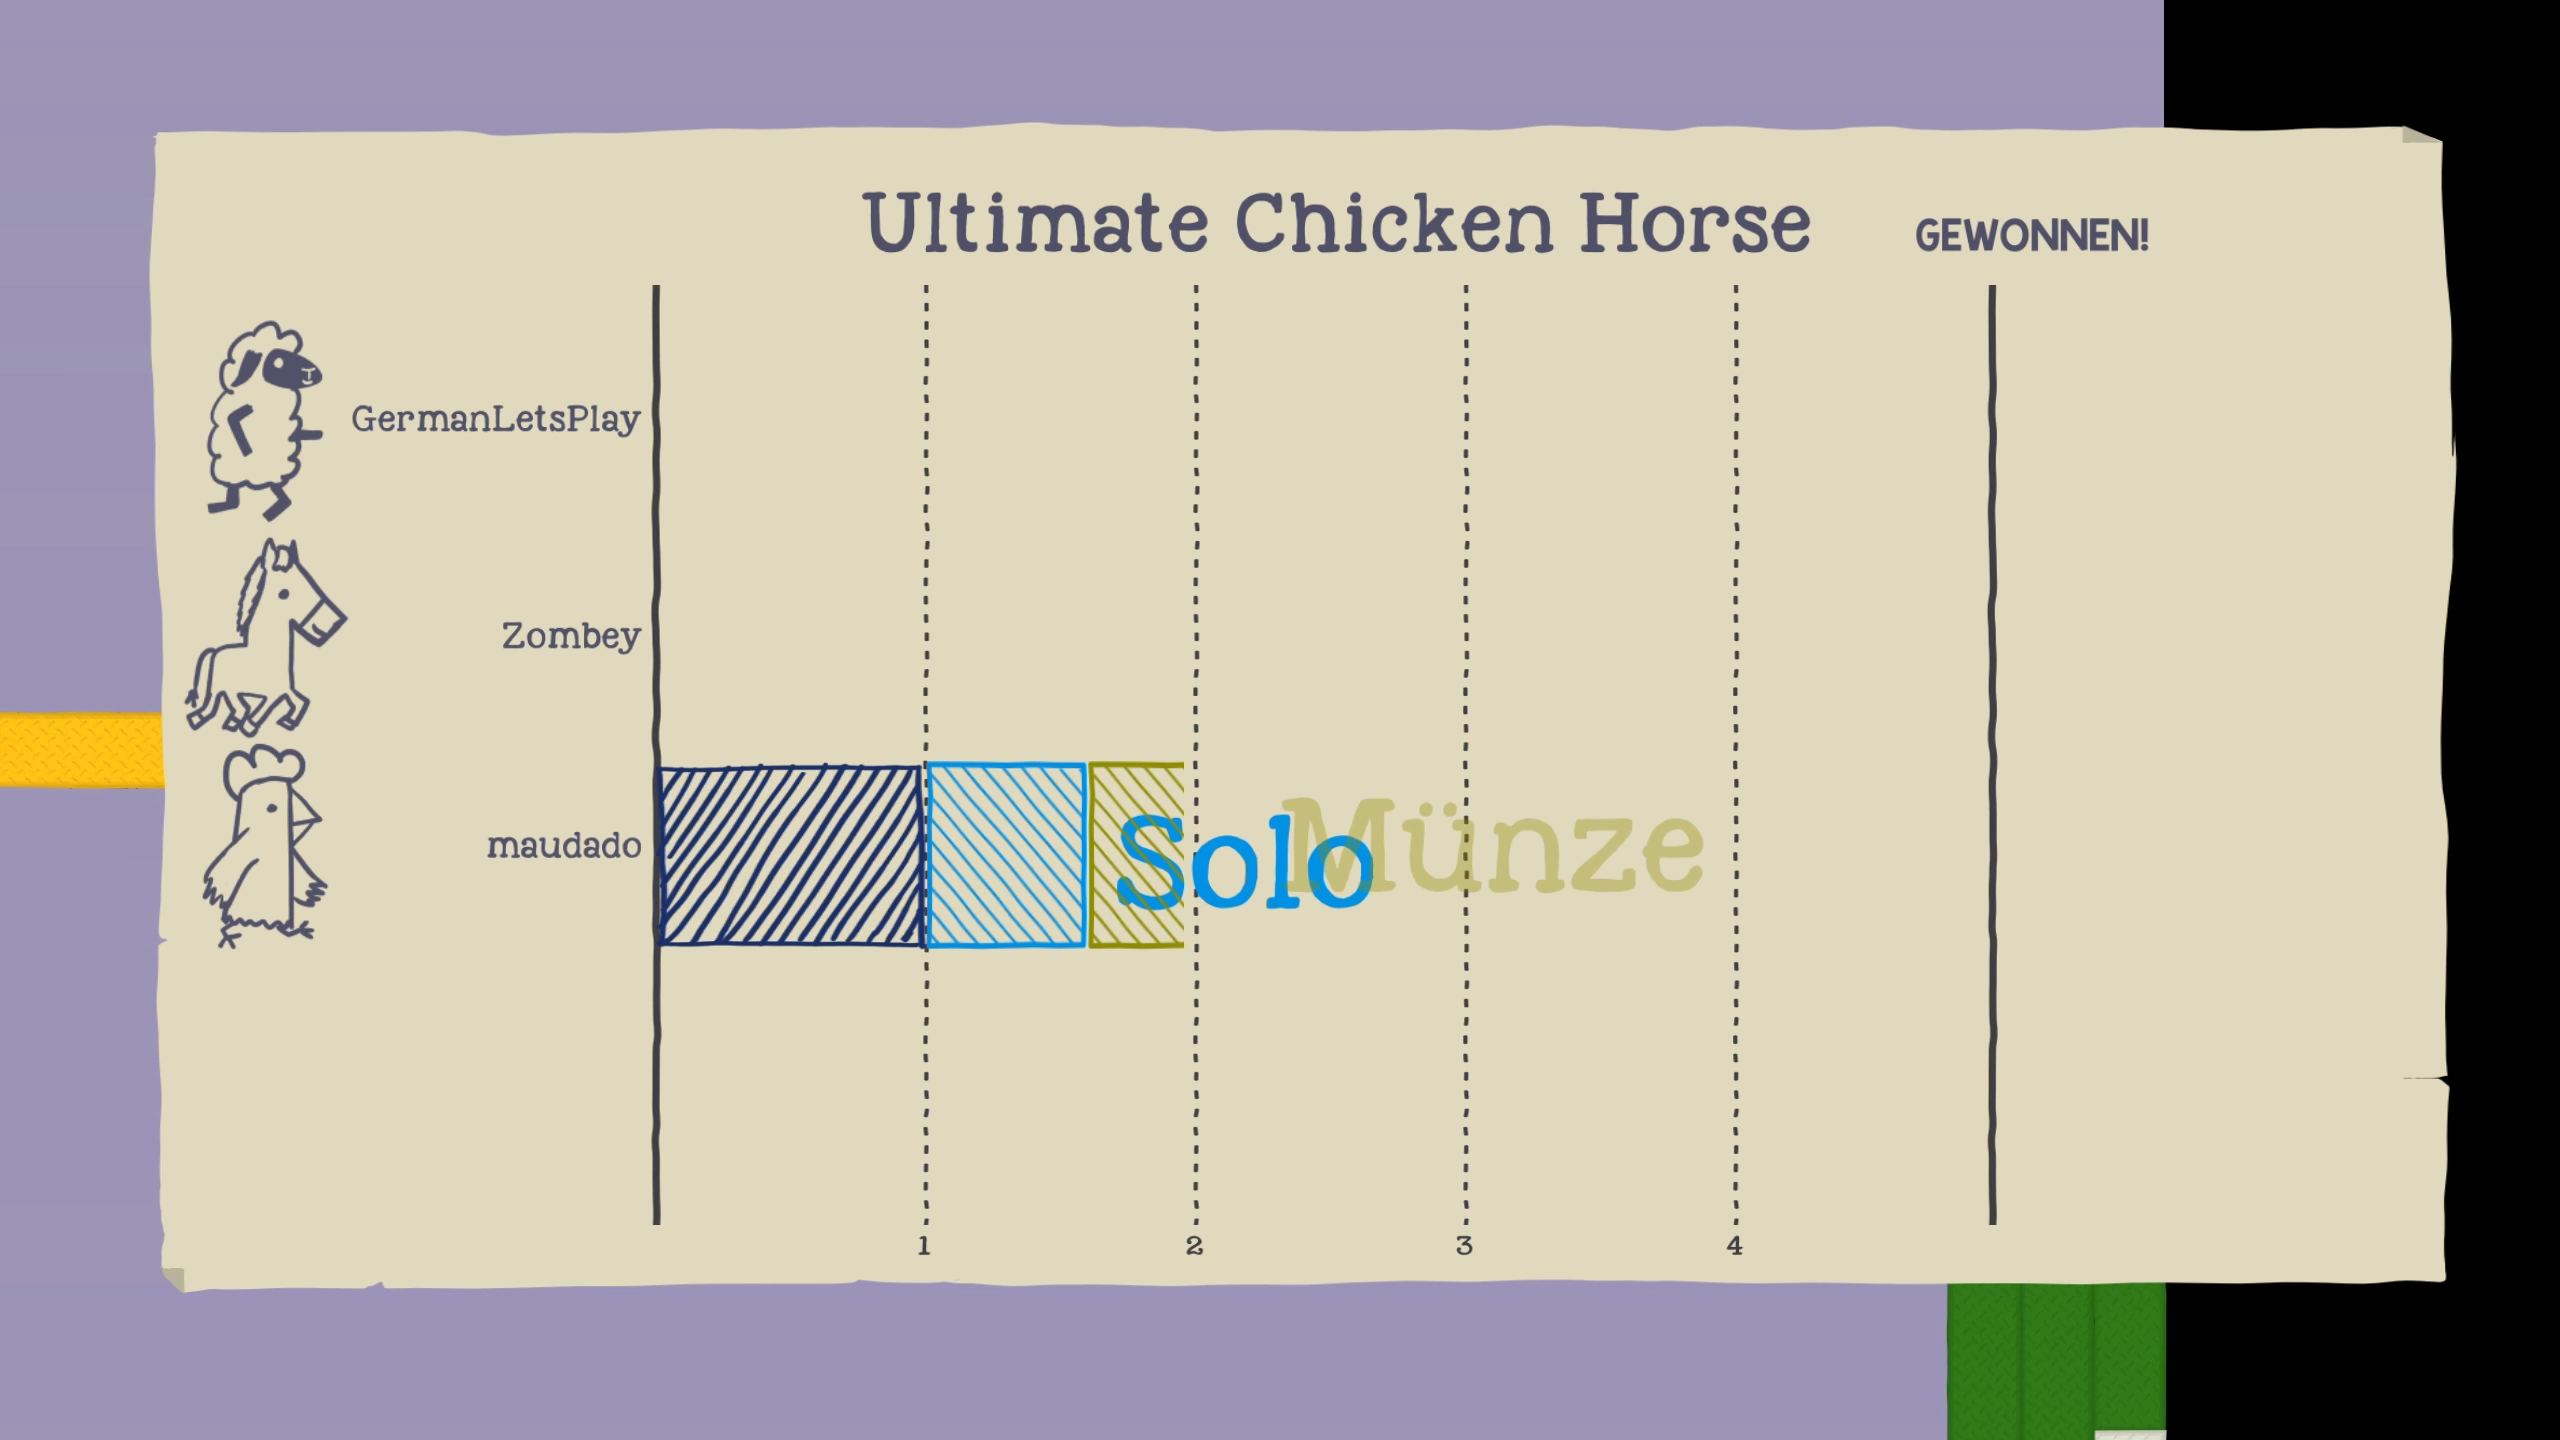 Ultimate Chicken Horse
GEWONNEN!
GermanLetsPlay
Zombey
maudado
Solo
Münze
1 2 3 4